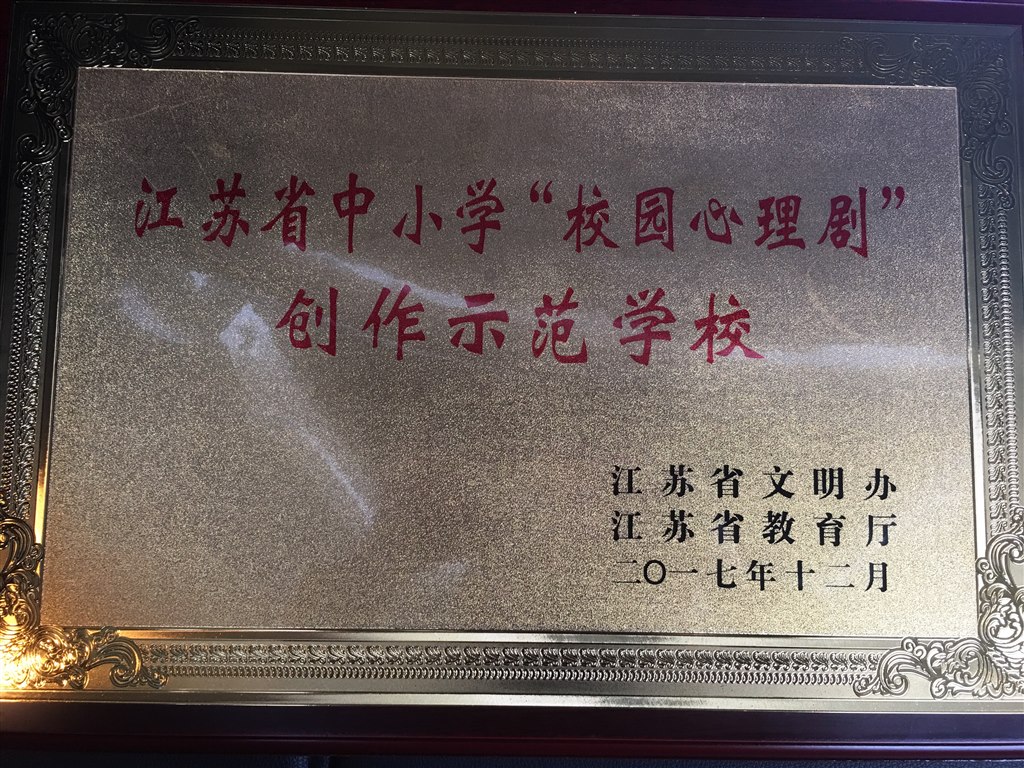 江苏省中小学“校园心理剧”
创作示范学校
江苏省文明办
江苏省教育厅
二〇一七年十二月